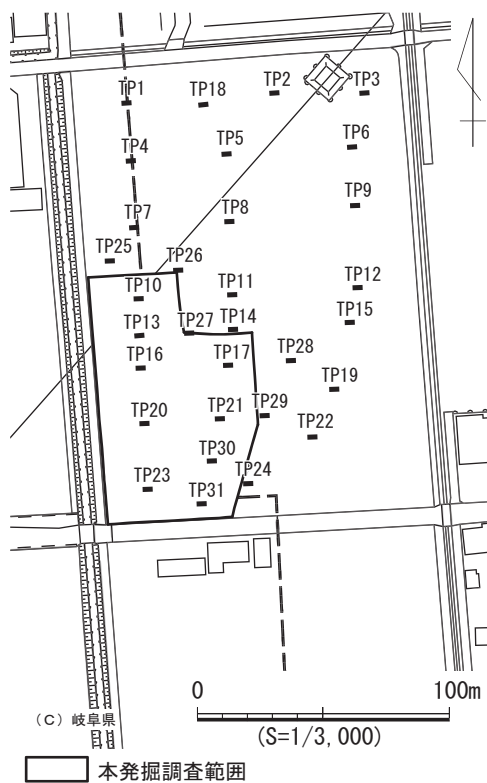 TP1
TP18
TP2
TP3
TP4
TP5
TP6
TP7
TP8
TP9
TP25
TP26
TP10
TP11
TP12
TP13
TP27
TP14
TP15
TP16
TP17
TP28
TP19
TP20
TP21
TP29
TP22
TP30
TP23
TP24
TP31
0 100m
(C) 岐阜県
(S=1/3,000)
本発掘調査範囲